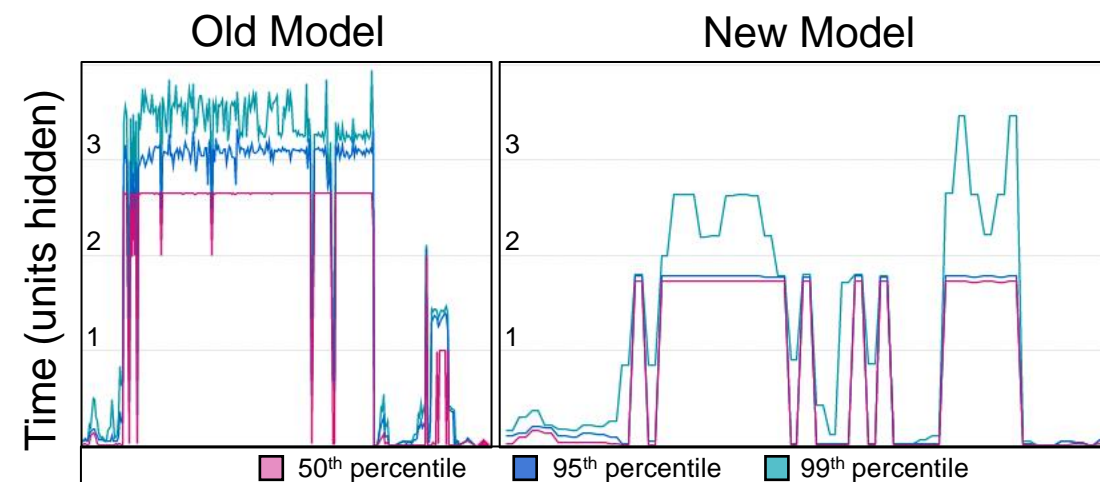 Old Model
New Model
Time (units hidden)
3
2
1
3
2
1
50th percentile
95th percentile
99th percentile